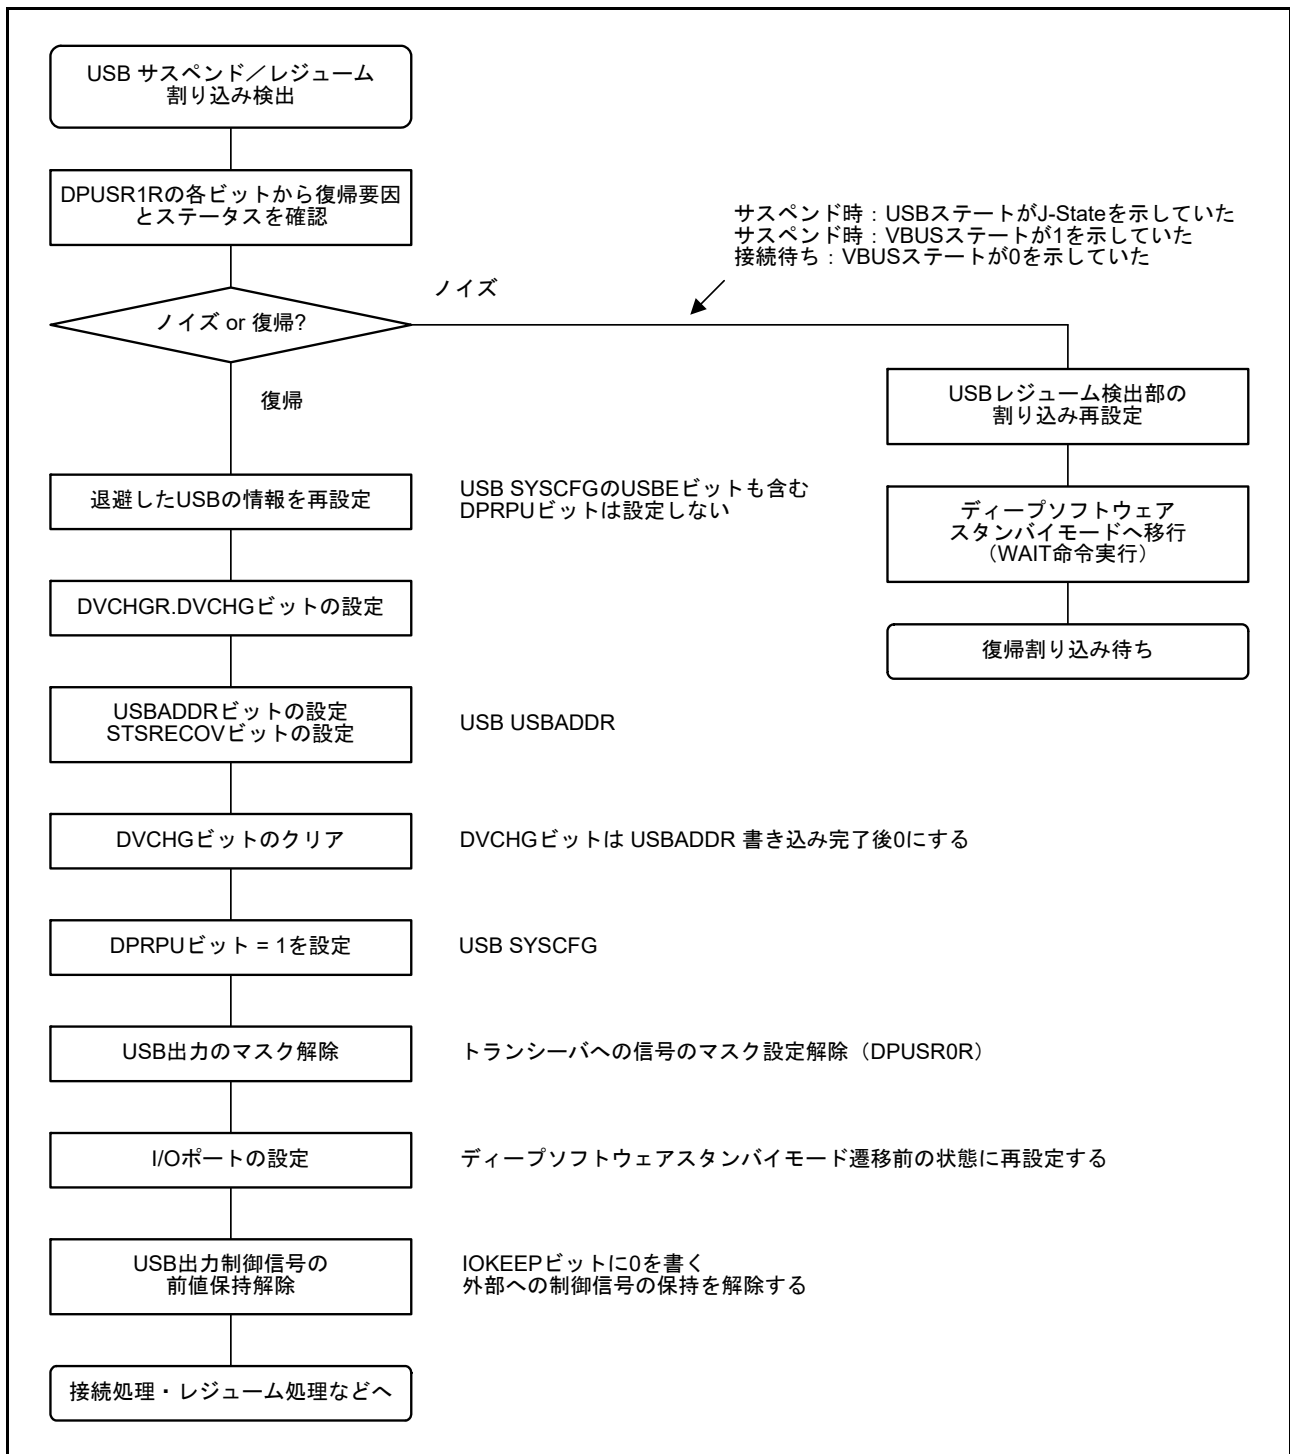 USB サスペンド／レジューム
割り込み検出
DPUSR1Rの各ビットから復帰要因
とステータスを確認
サスペンド時：USBステートがJ-Stateを示していた
サスペンド時：VBUSステートが1を示していた
接続待ち：VBUSステートが0を示していた
ノイズ
ノイズ or 復帰?
復帰
USBレジューム検出部の
割り込み再設定
退避したUSBの情報を再設定
USB SYSCFGのUSBEビットも含む
DPRPUビットは設定しない
ディープソフトウェア
スタンバイモードへ移行
（WAIT命令実行）
DVCHGR.DVCHGビットの設定
復帰割り込み待ち
USBADDRビットの設定
STSRECOVビットの設定
USB USBADDR
DVCHGビットのクリア
DVCHGビットは USBADDR 書き込み完了後0にする
DPRPUビット = 1を設定
USB SYSCFG
USB出力のマスク解除
トランシーバへの信号のマスク設定解除（DPUSR0R）
I/Oポートの設定
ディープソフトウェアスタンバイモード遷移前の状態に再設定する
USB出力制御信号の
前値保持解除
IOKEEPビットに0を書く
外部への制御信号の保持を解除する
接続処理・レジューム処理などへ